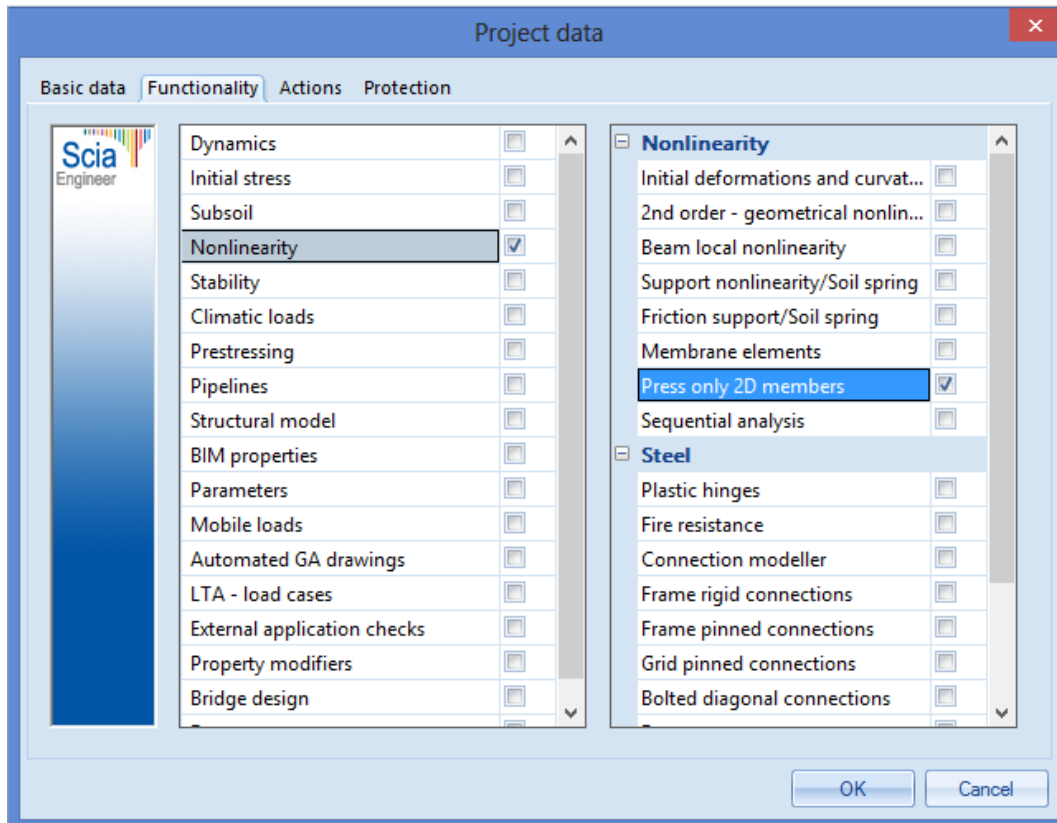 Project data
Basic data Functionality Actions Protection
Scia
Engineer
Dynamics
Initial stress
Subsoil
Nonlinearity
Stability
Climatic loads
Prestressing
Pipelines
Structural model
BIM properties
Parameters
Mobile loads
Automated GA drawings
LTA - load cases
External application checks
Property modifiers
Bridge design
Nonlinearity
Initial deformations and curvat...
2nd order - geometrical nonlin...
Beam local nonlinearity
Support nonlinearity/Soil spring
Friction support/Soil spring
Membrane elements
Press only 2D members
Sequential analysis
Steel
Plastic hinges
Fire resistance
Connection modeller
Frame rigid connections
Frame pinned connections
Grid pinned connections
Bolted diagonal connections
OK Cancel